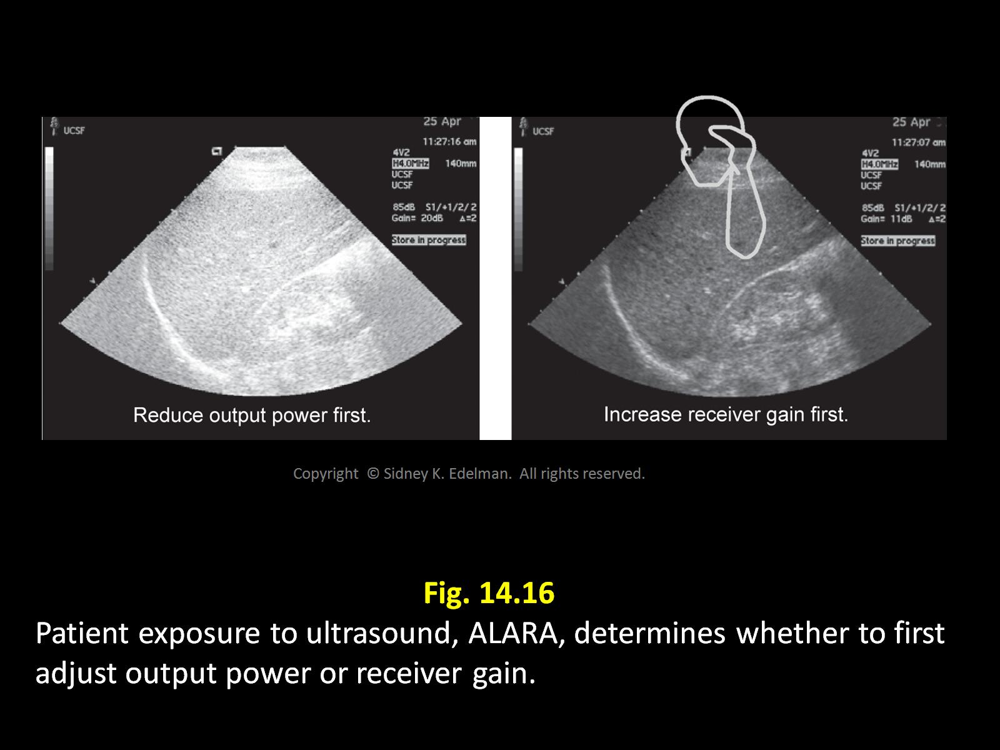 25 Apr
UCSF
11:27:16 am
4V2
H4.0MHz 140mm
UCSF
UCSF
85dB S1/+1/2/2
Gain= 20dB Δ=2
Store in progress
Reduce output power first.
25 Apr
UCSF
11:27:07 am
4V2
H4.0MHz 140mm
UCSF
UCSF
85dB S1/+1/2/2
Gain= 11dB Δ=2
Store in progress
Increase receiver gain first.
Copyright © Sidney K. Edelman. All rights reserved.
Fig. 14.16
Patient exposure to ultrasound, ALARA, determines whether to first
adjust output power or receiver gain.